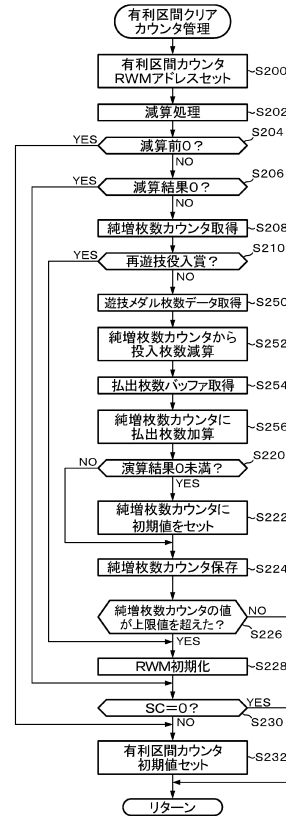 有利区間クリア
カウンタ管理
有利区間カウンタ
RWMアドレスセット
S200
減算処理
S202
S204
YES
減算前0?
NO
S206
YES
減算結果0?
NO
純増枚数カウンタ取得
S208
S210
YES
再遊技役入賞?
NO
遊技メダル枚数データ取得
S250
純増枚数カウンタから
投入枚数減算
S252
払出枚数バッファ取得
S254
純増枚数カウンタに
払出枚数加算
S256
S220
NO
演算結果0未満?
YES
純増枚数カウンタに
初期値をセット
S222
純増枚数カウンタ保存
S224
純増枚数カウンタの値
が上限値を超えた?
NO
S226
YES
RWM初期化
S228
SC=0?
YES
S230
NO
有利区間カウンタ
初期値セット
S232
リターン